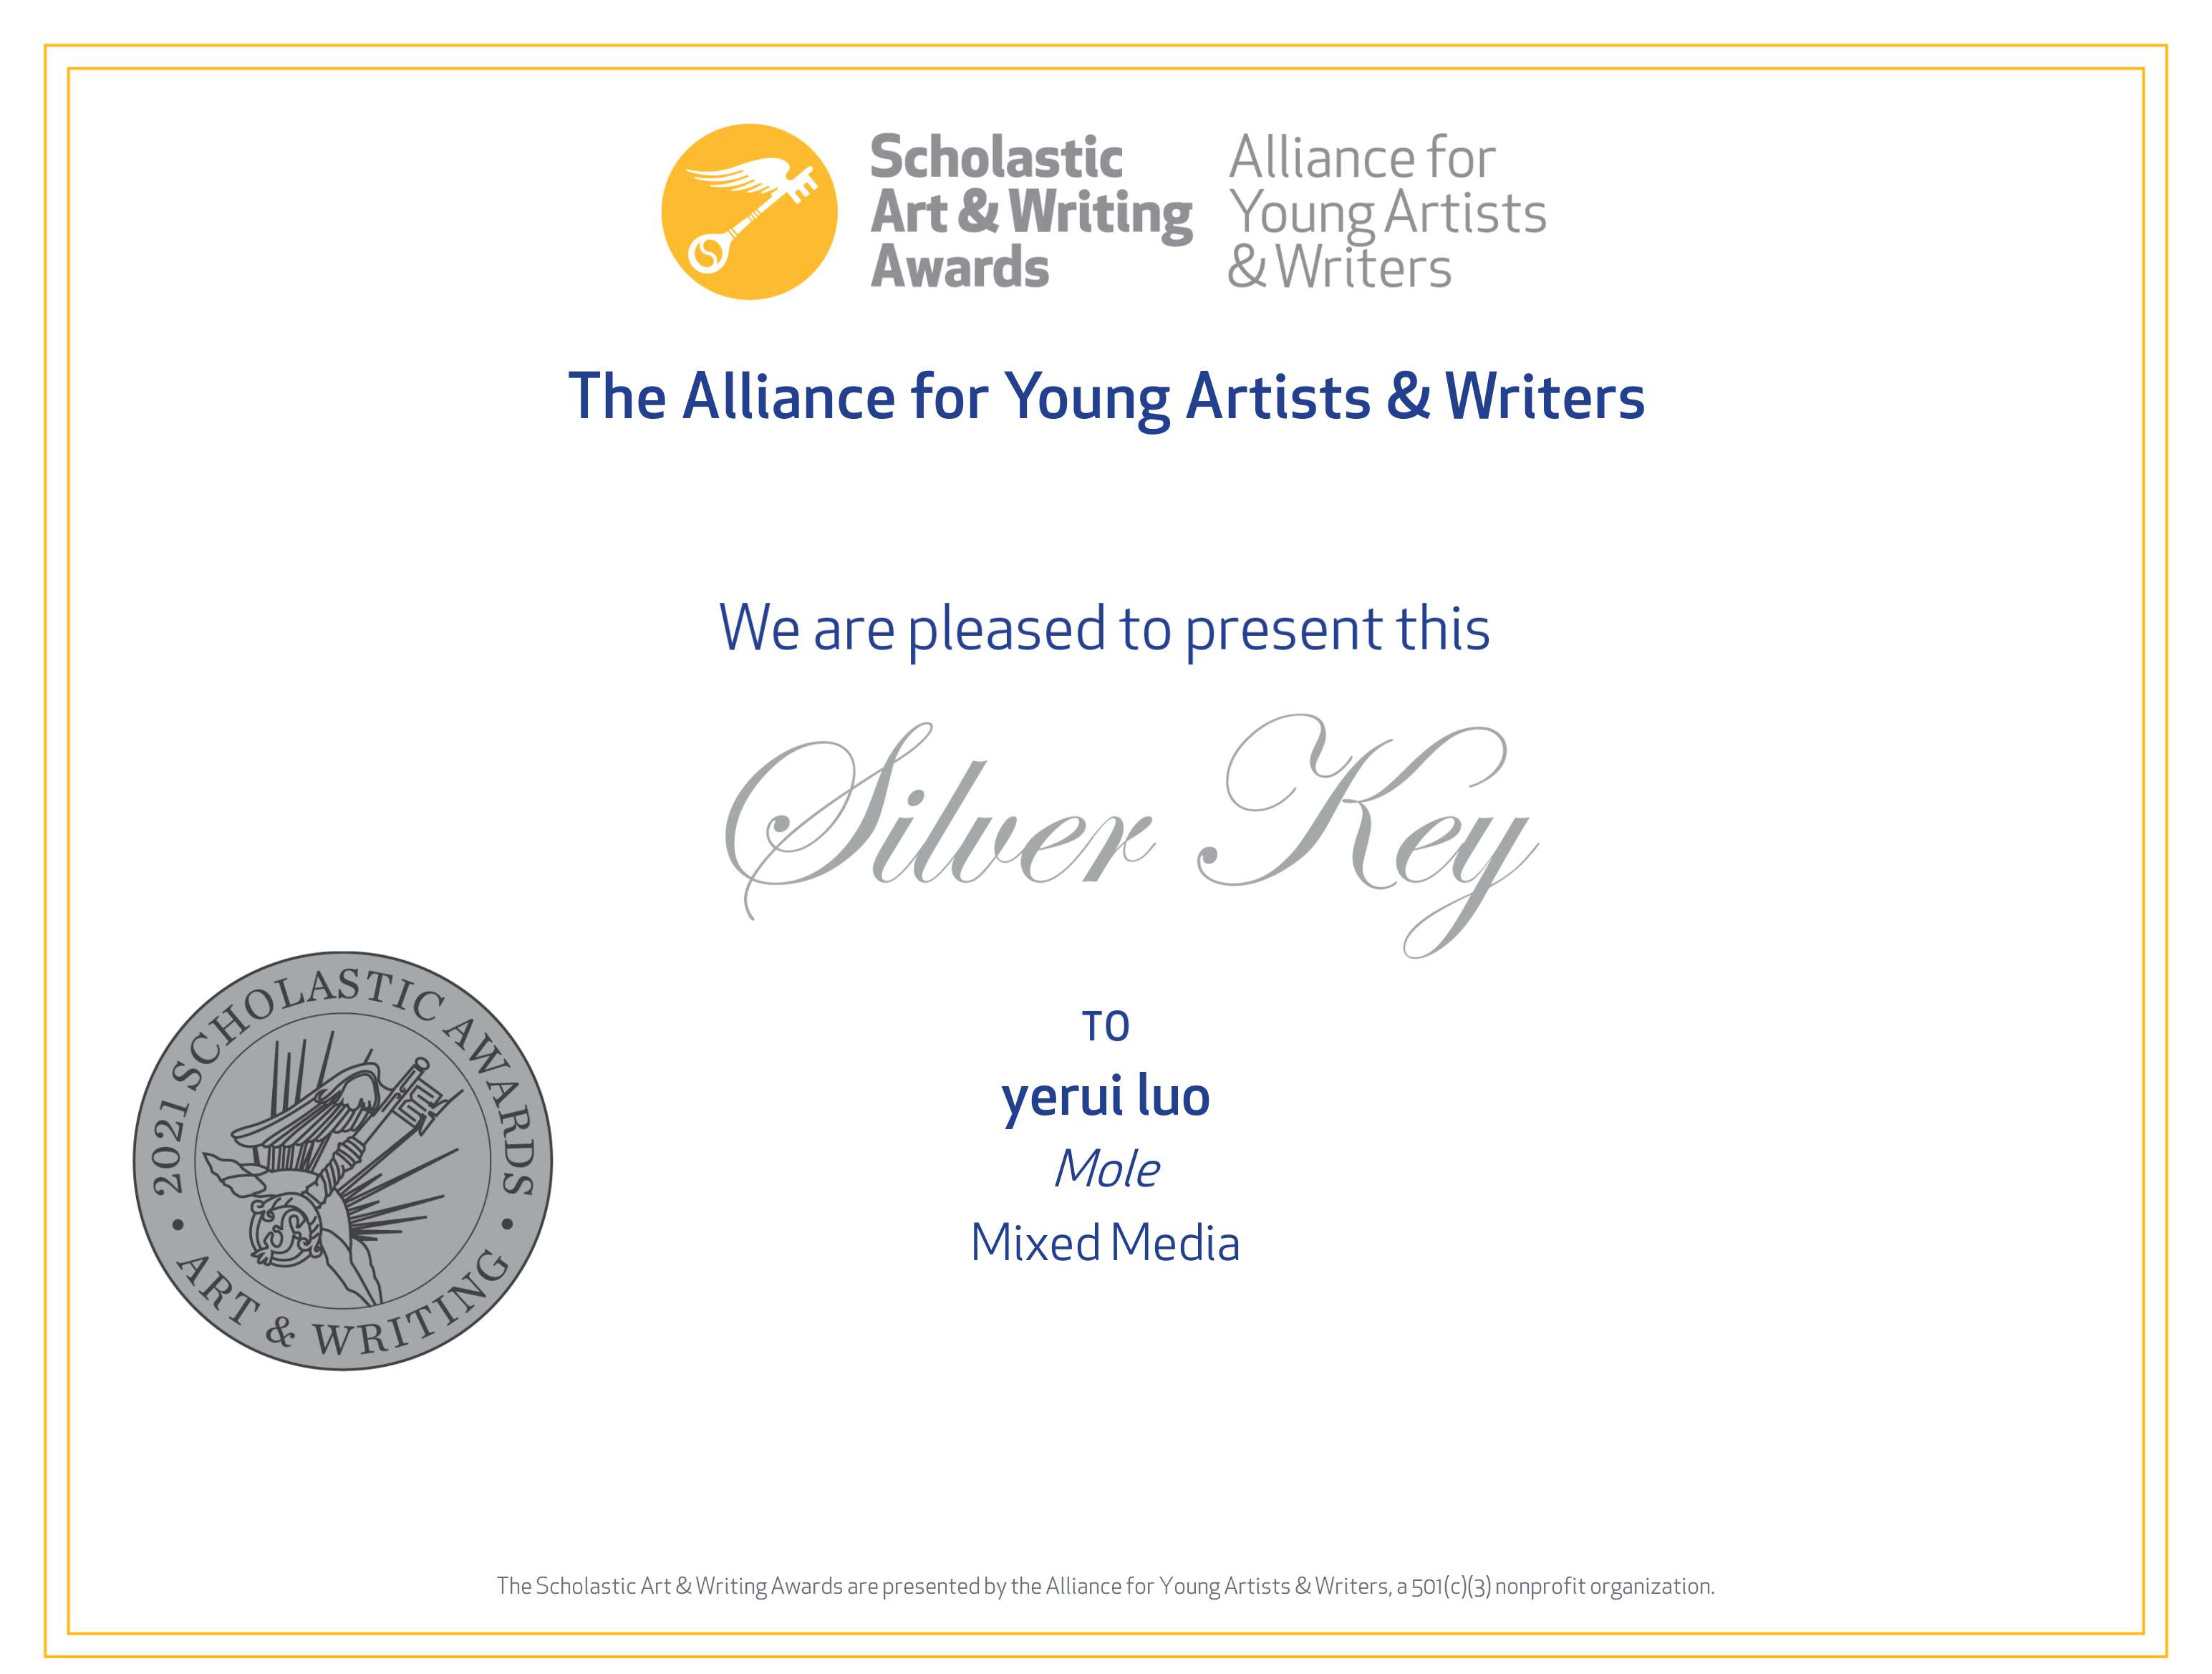 Scholastic
Art & Writing
Awards
Alliance for
Young Artists
& Writers
The Alliance for Young Artists & Writers
We are pleased to present this
Silver Key
TO
yerui luo
Mole
Mixed Media
2021 SCHOLASTIC AWARDS
ART & WRITING
The Scholastic Art & Writing Awards are presented by the Alliance for Young Artists & Writers, a 501(c)(3) nonprofit organization.